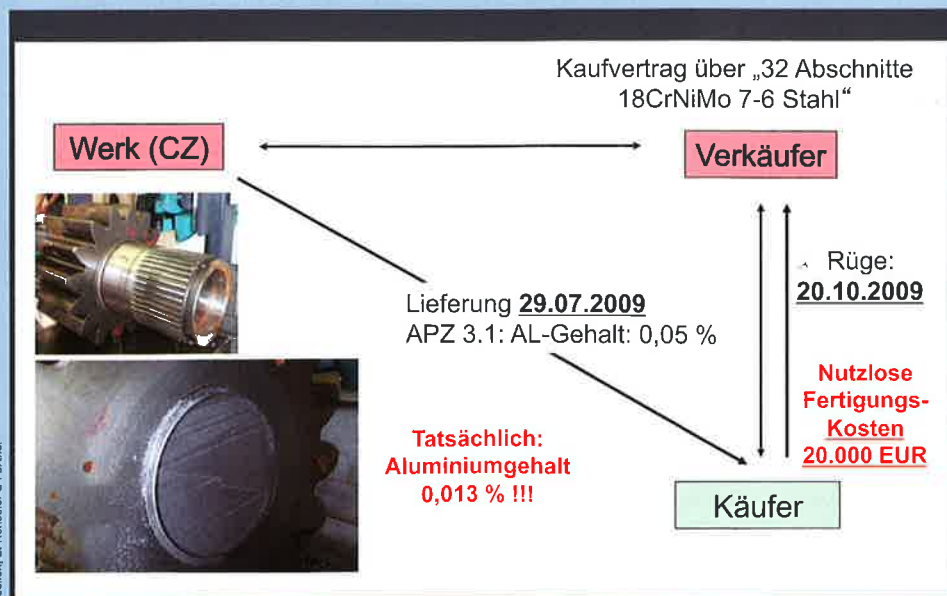 Kaufvertrag über „32 Abschnitte
18CrNiMo 7-6 Stahl“
Werk (CZ)
Verkäufer
Rüge:
20.10.2009
Lieferung 29.07.2009
APZ 3.1: AL-Gehalt: 0,05 %
Nutzlose
Fertigungs-
Kosten
20.000 EUR
Tatsächlich:
Aluminiumgehalt
0,013 % !!!
Käufer